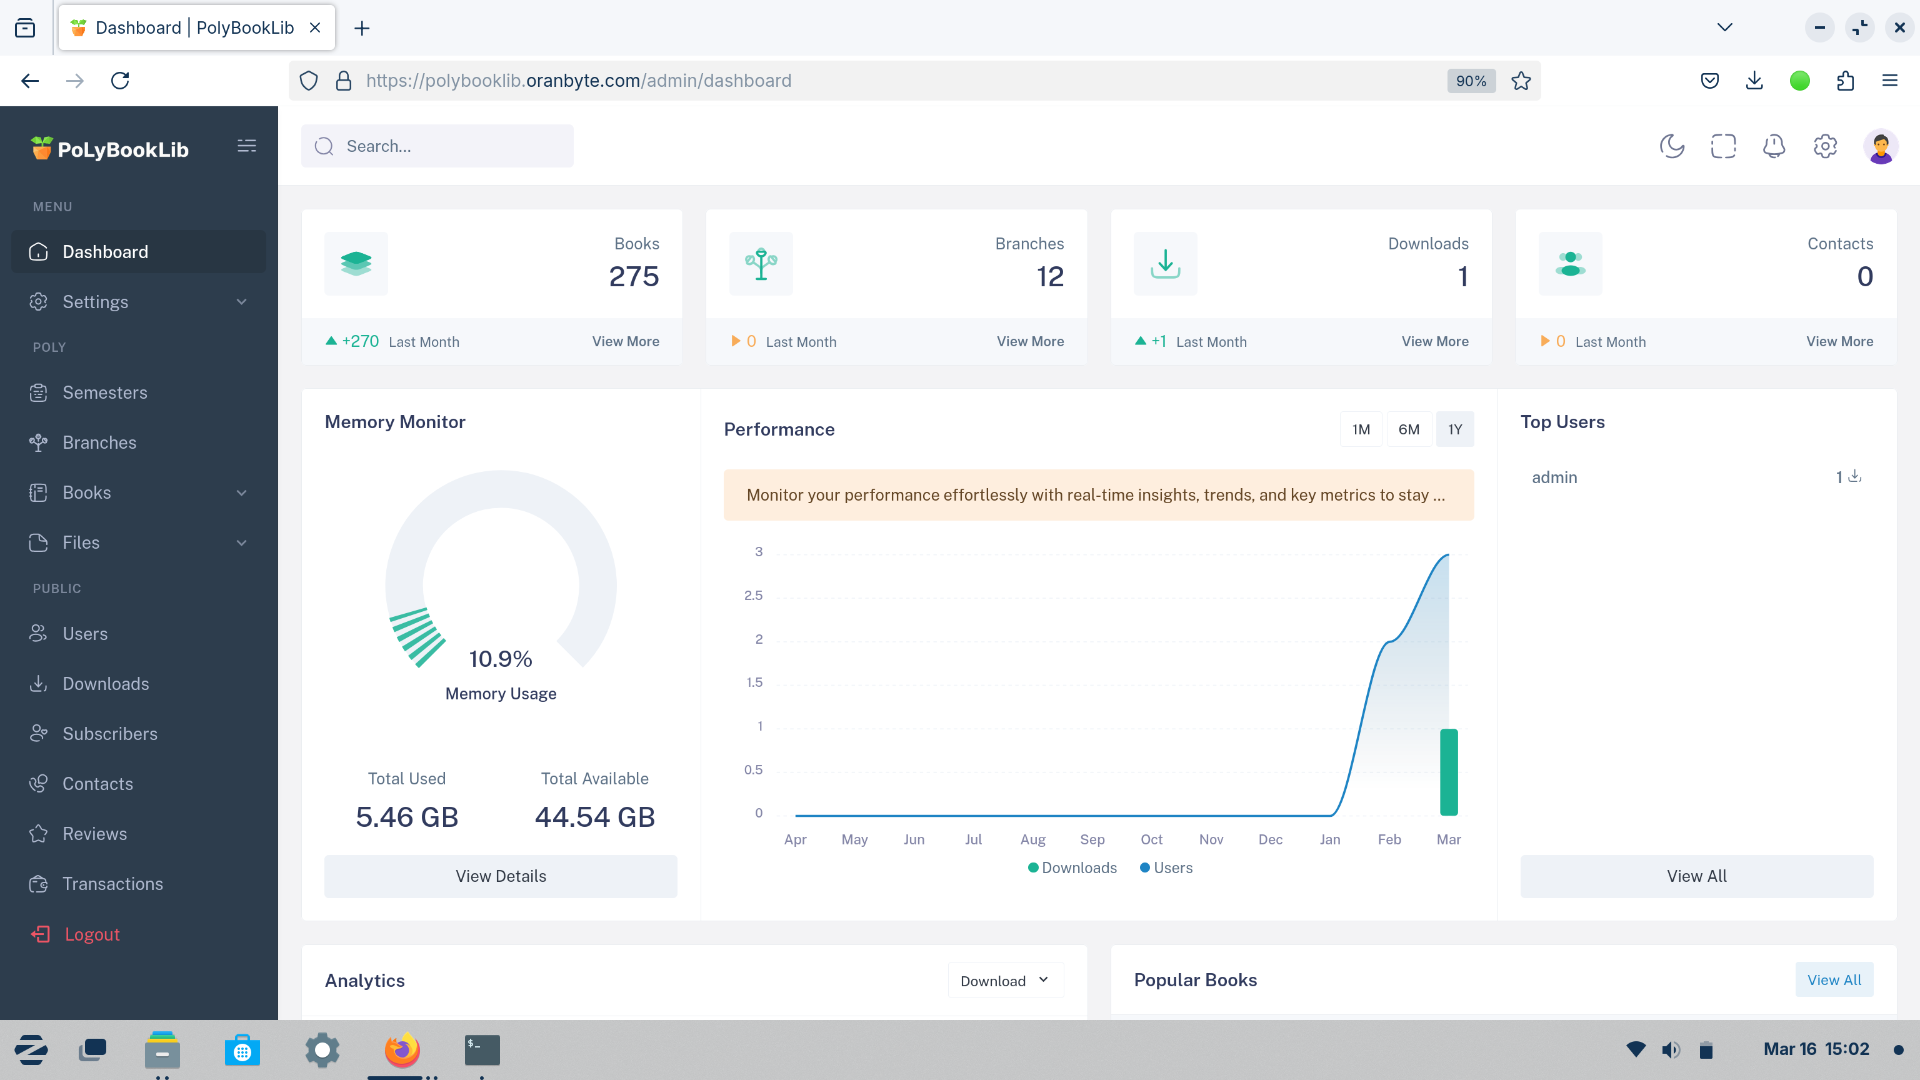 Dashboard | PolyBookLib
https://polybooklib.oranbyte.com/admin/dashboard
90%
PoLyBookLib
Search...
MENU
Dashboard
Settings
POLY
Semesters
Branches
Books
Files
PUBLIC
Users
Downloads
Subscribers
Contacts
Reviews
Transactions
Logout
Books
275
+270 Last Month View More
Branches
12
0 Last Month View More
Downloads
1
+1 Last Month View More
Contacts
0
0 Last Month View More
Memory Monitor
10.9%
Memory Usage
Total Used
5.46 GB
Total Available
44.54 GB
View Details
Performance
1M 6M 1Y
Monitor your performance effortlessly with real-time insights, trends, and key metrics to stay ...
3
2.5
2
1.5
1
0.5
0
Apr May Jun Jul Aug Sep Oct Nov Dec Jan Feb Mar
Downloads Users
Top Users
admin 1
View All
Analytics
Download
Popular Books
View All
$-
Mar 16 15:02